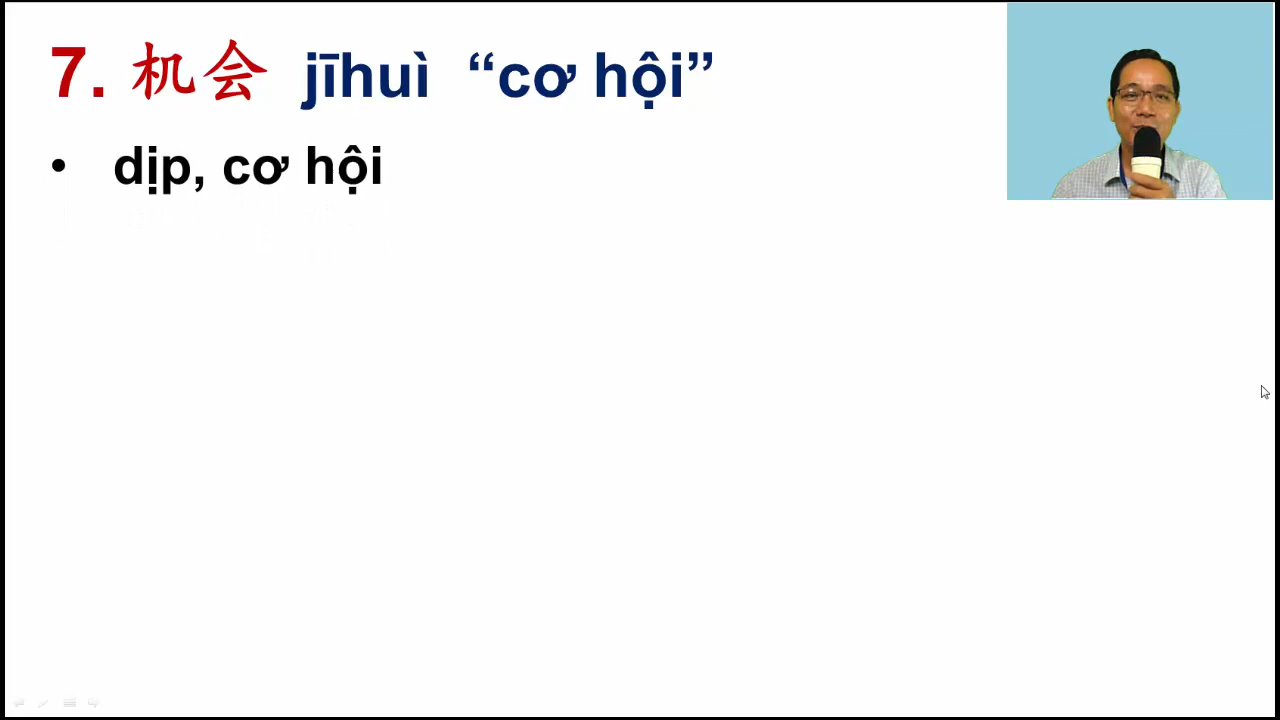 7. 机会 jīhuì “cơ hội”
• dịp, cơ hội